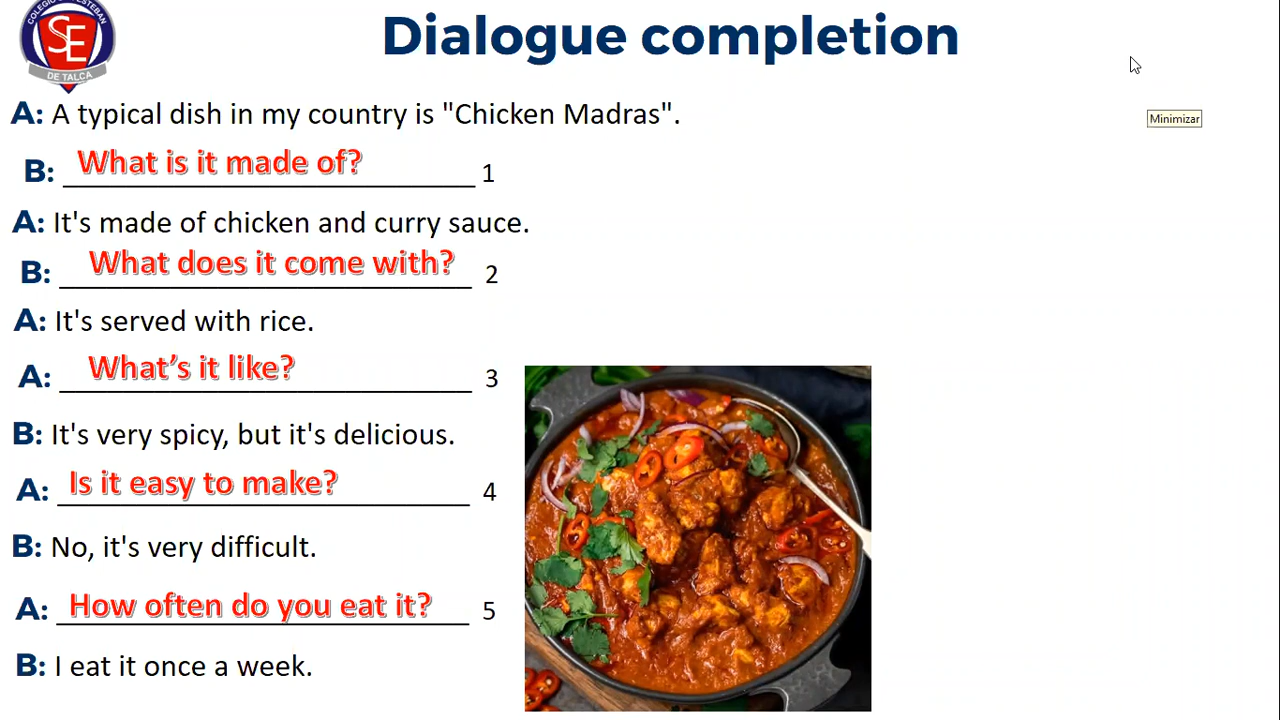 SE
DE TALCA
Dialogue completion
Minimizar
A: A typical dish in my country is "Chicken Madras".
B: What is it made of? 1
A: It's made of chicken and curry sauce.
B: What does it come with? 2
A: It's served with rice.
A: What's it like? 3
B: It's very spicy, but it's delicious.
A: Is it easy to make? 4
B: No, it's very difficult.
A: How often do you eat it? 5
B: I eat it once a week.